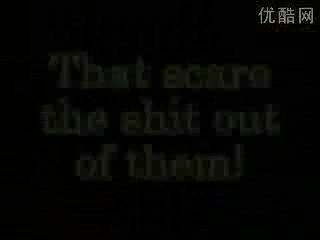 优酷网
That scare
the shit out
of them!